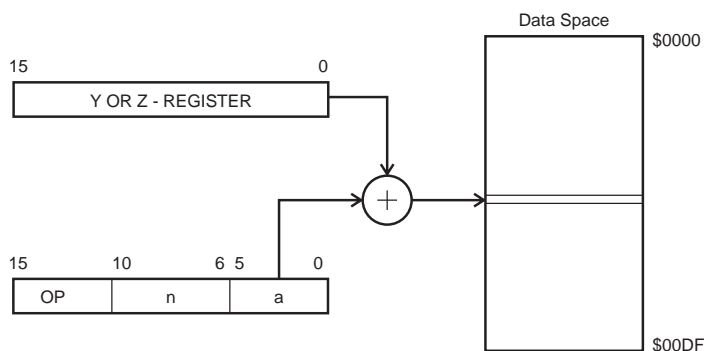 Data Space
$0000
15 0
Y OR Z - REGISTER
+
15 10 6 5 0
OP n a
$00DF